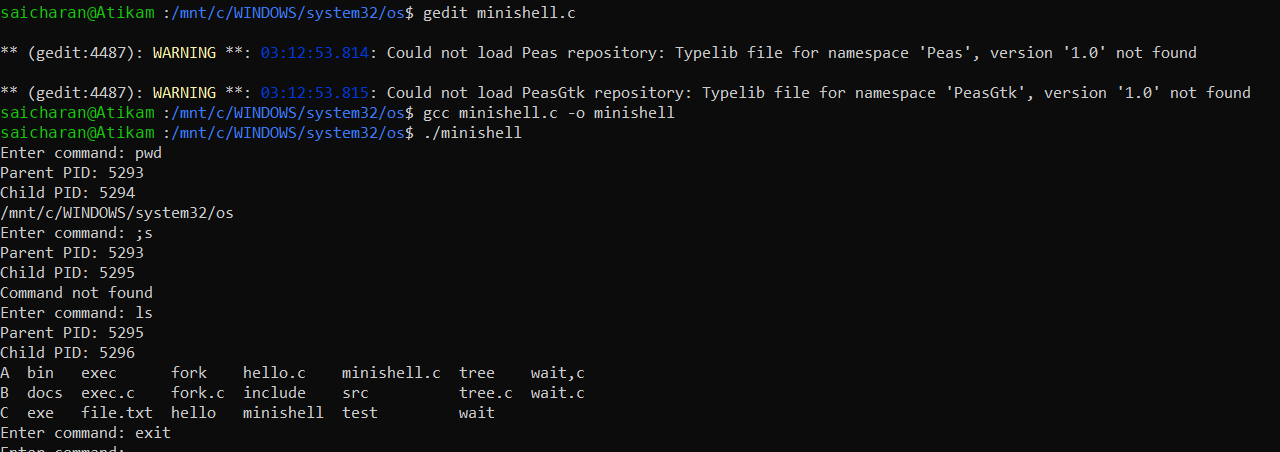 saicharan@Atikam :/mnt/c/WINDOWS/system32/os$ gedit minishell.c
** (gedit:4487): WARNING **: 03:12:53.814: Could not load Peas repository: Typelib file for namespace 'Peas', version '1.0' not found
** (gedit:4487): WARNING **: 03:12:53.815: Could not load PeasGtk repository: Typelib file for namespace 'PeasGtk', version '1.0' not found
saicharan@Atikam :/mnt/c/WINDOWS/system32/os$ gcc minishell.c -o minishell
saicharan@Atikam :/mnt/c/WINDOWS/system32/os$ ./minishell
Enter command: pwd
Parent PID: 5293
Child PID: 5294
/mnt/c/WINDOWS/system32/os
Enter command: ;s
Parent PID: 5293
Child PID: 5295
Command not found
Enter command: ls
Parent PID: 5295
Child PID: 5296
A  bin   exec      fork    hello.c    minishell.c  tree    wait,c
B  docs  exec.c    fork.c  include    src          tree.c  wait.c
C  exe   file.txt  hello   minishell  test         wait
Enter command: exit
Enter command: